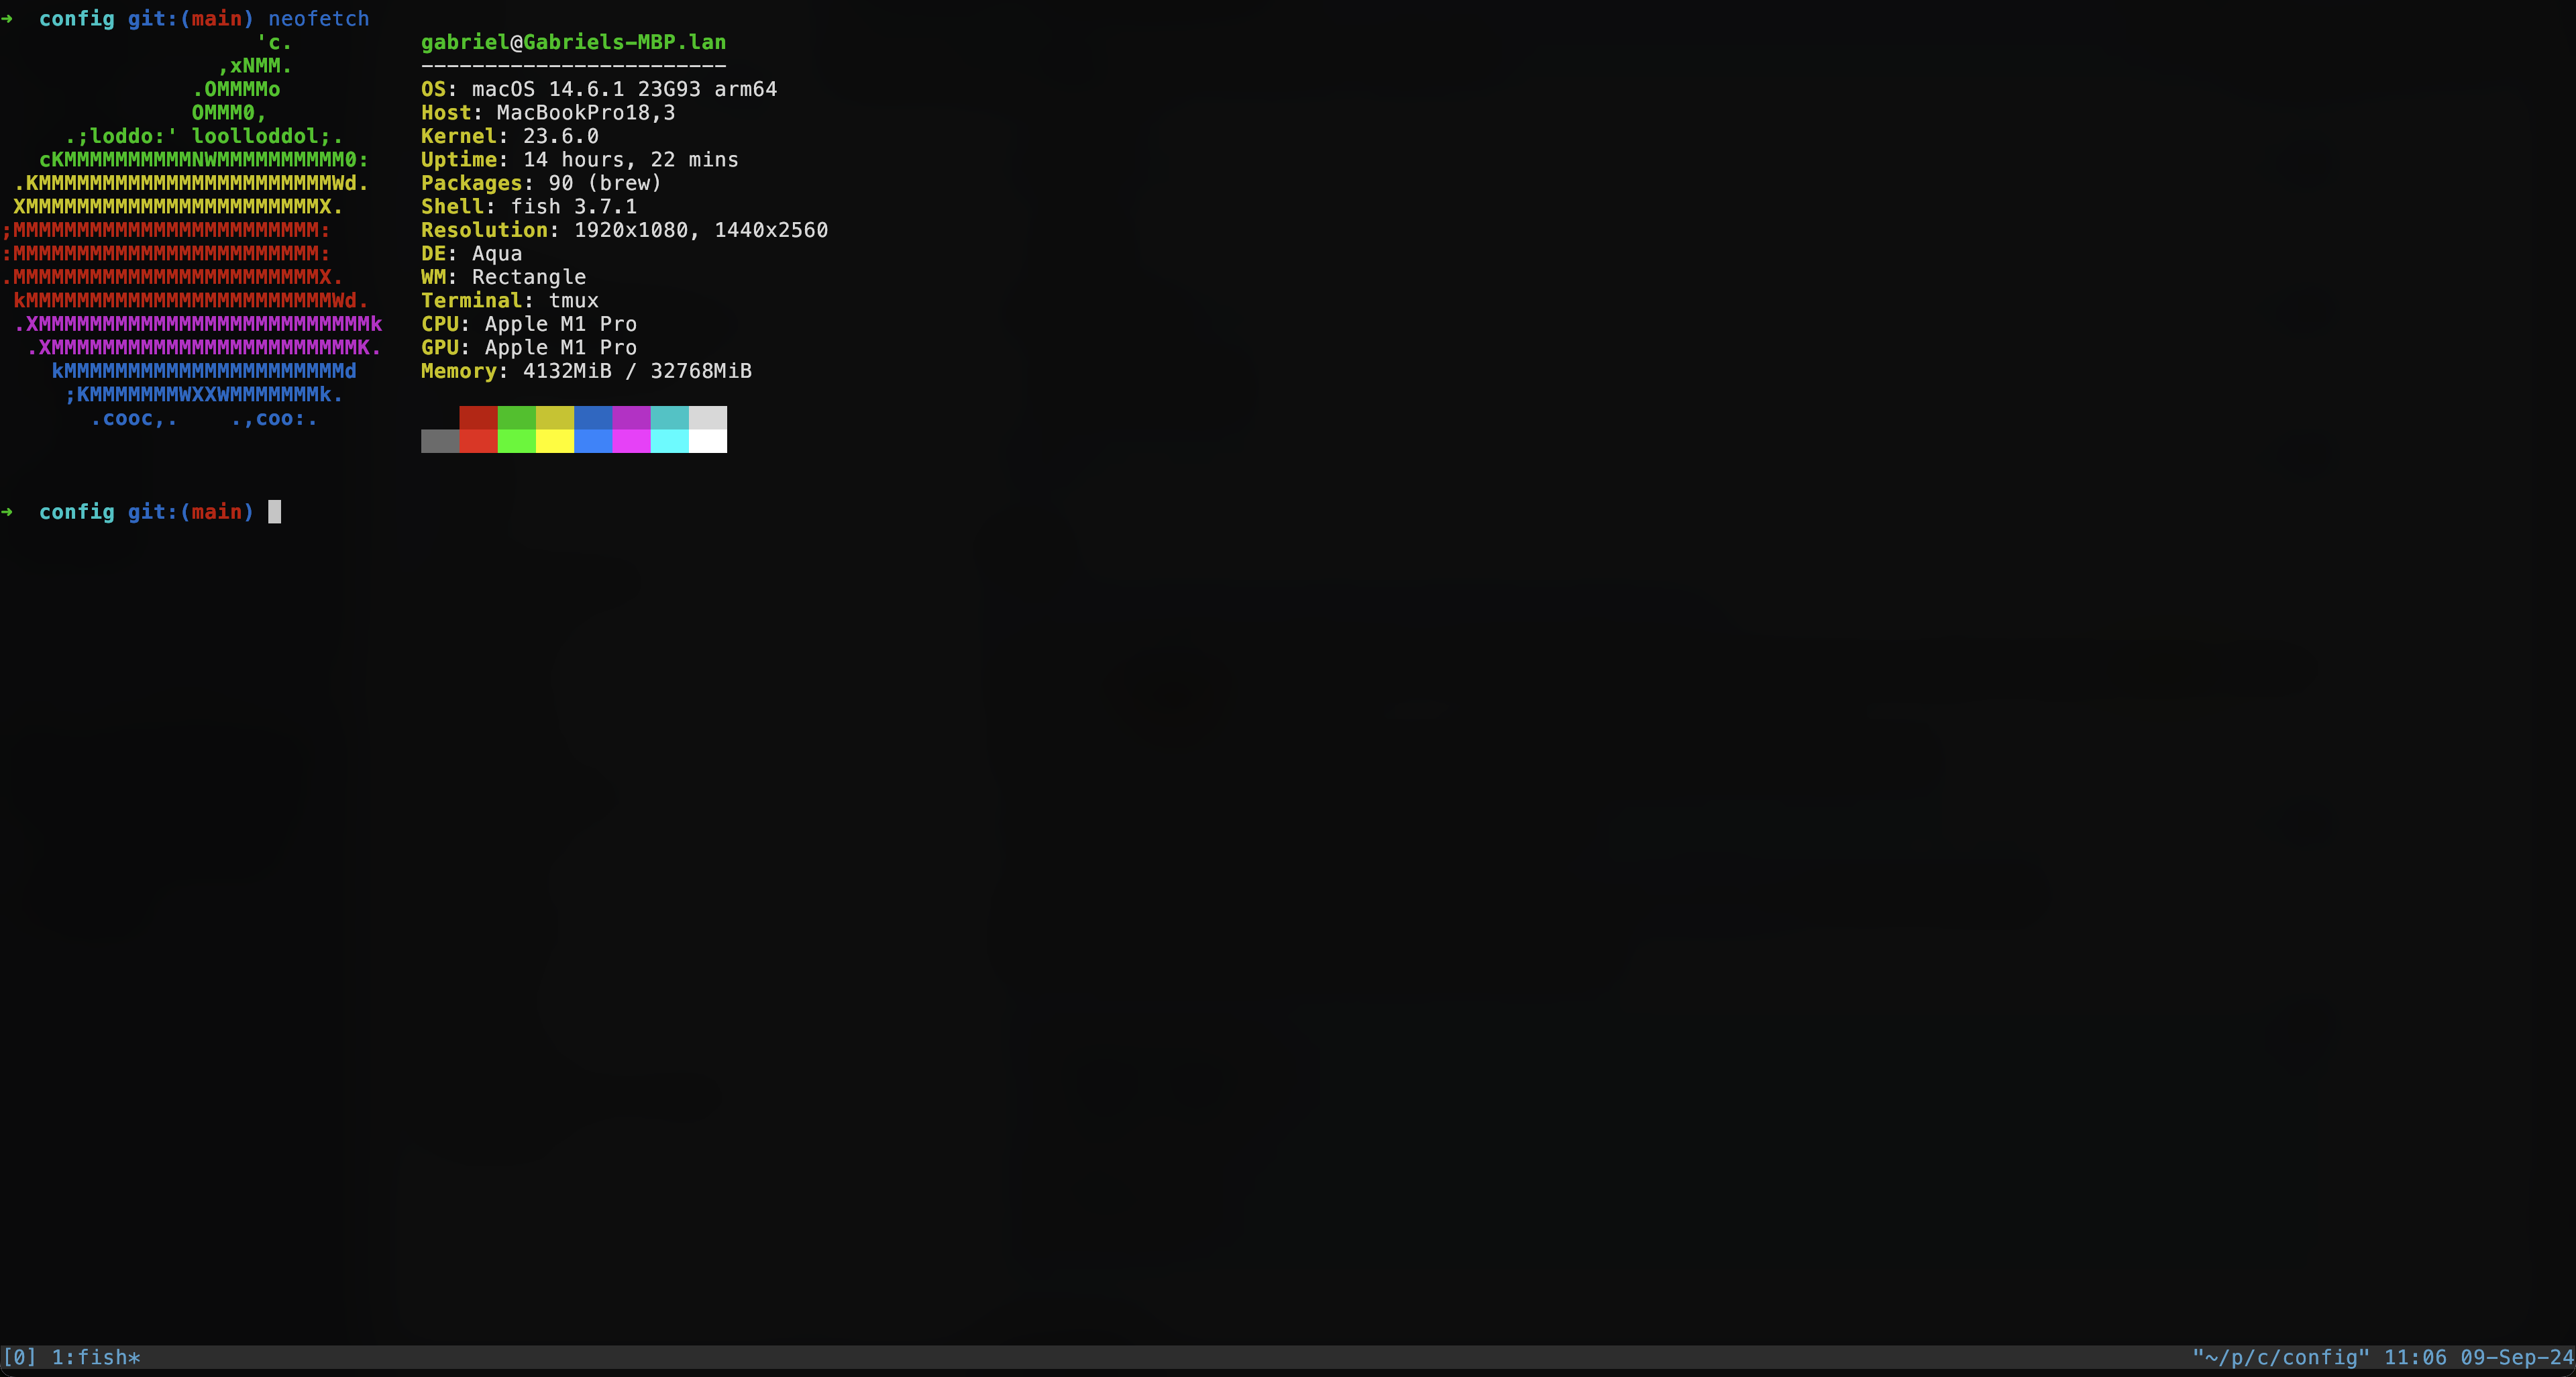 ➜  config git:(main) neofetch
                    'c.          gabriel@Gabriels-MBP.lan
                 ,xNMM.          ------------------------
               .OMMMMo           OS: macOS 14.6.1 23G93 arm64
               OMMM0,            Host: MacBookPro18,3
     .;loddo:' loolloddol;.      Kernel: 23.6.0
   cKMMMMMMMMMMNWMMMMMMMMMM0:    Uptime: 14 hours, 22 mins
 .KMMMMMMMMMMMMMMMMMMMMMMMWd.    Packages: 90 (brew)
 XMMMMMMMMMMMMMMMMMMMMMMMX.      Shell: fish 3.7.1
;MMMMMMMMMMMMMMMMMMMMMMMM:       Resolution: 1920x1080, 1440x2560
:MMMMMMMMMMMMMMMMMMMMMMMM:       DE: Aqua
.MMMMMMMMMMMMMMMMMMMMMMMMX.      WM: Rectangle
 kMMMMMMMMMMMMMMMMMMMMMMMMWd.    Terminal: tmux
 .XMMMMMMMMMMMMMMMMMMMMMMMMMMk   CPU: Apple M1 Pro
  .XMMMMMMMMMMMMMMMMMMMMMMMMK.   GPU: Apple M1 Pro
    kMMMMMMMMMMMMMMMMMMMMMMd     Memory: 4132MiB / 32768MiB
     ;KMMMMMMMWXXWMMMMMMMk.
       .cooc,.    .,coo:.
➜  config git:(main)
[0] 1:fish*
"~/p/c/config" 11:06 09-Sep-24